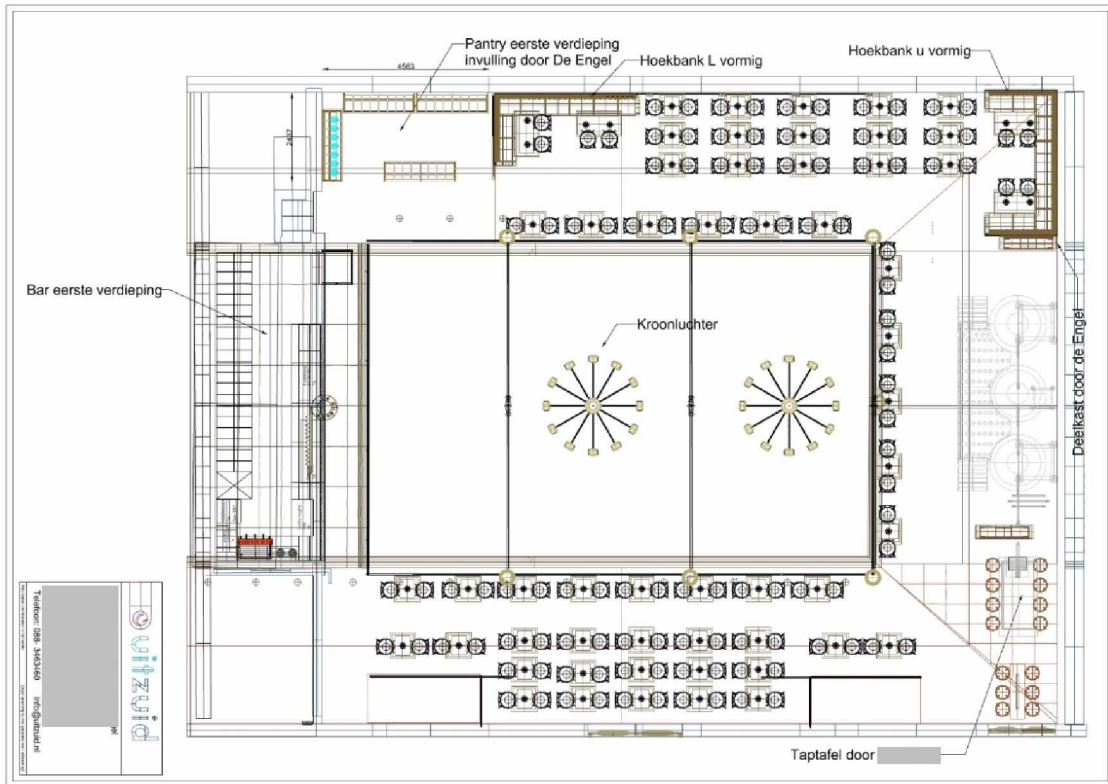 Pantry eerste verdieping
invulling door De Engel
Hoekbank L vormig
Hoekbank u vormig
4563
2437
Bar eerste verdieping
Kroonluchter
Deelkast door de Engel
Taptafel door
uitzuid
Telefoon: 088- 3463460 info@uitzuid.nl